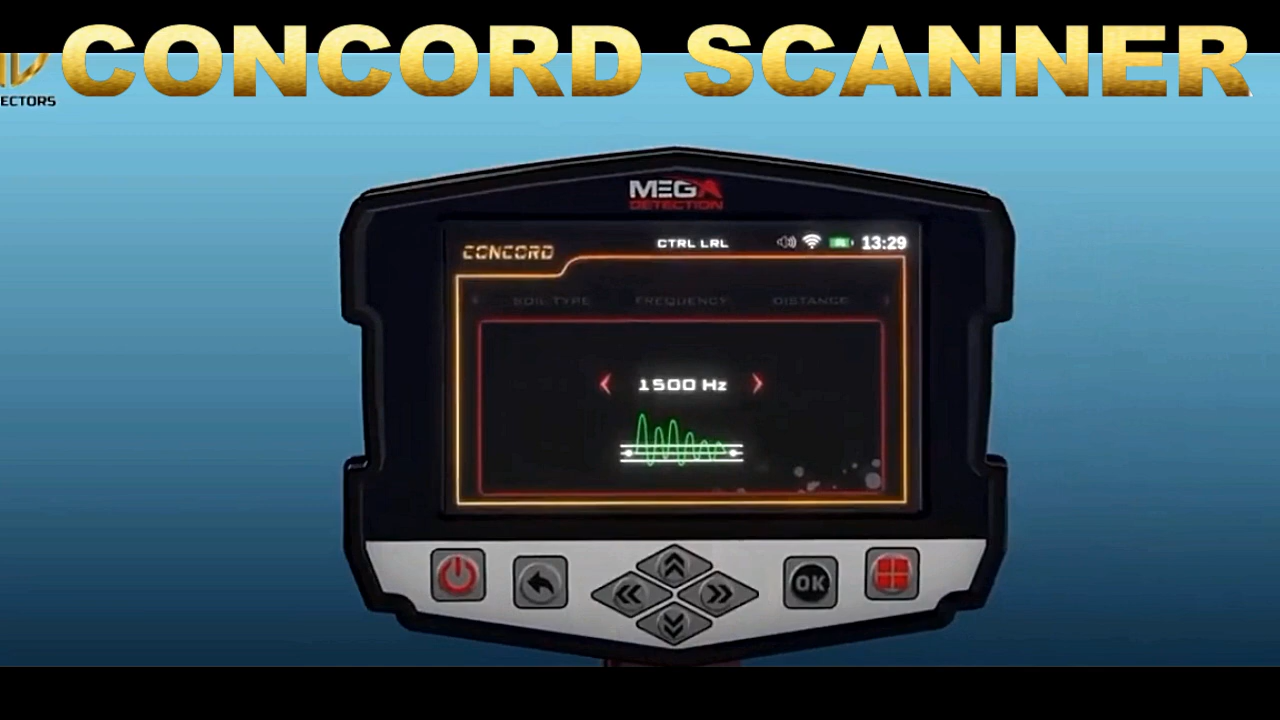 CONCORD SCANNER
ECTORS
MEGA
DETECTION
CONCORD CTRL LRL 13:29
SOIL TYPE FREQUENCY DISTANCE
1500 Hz
OK